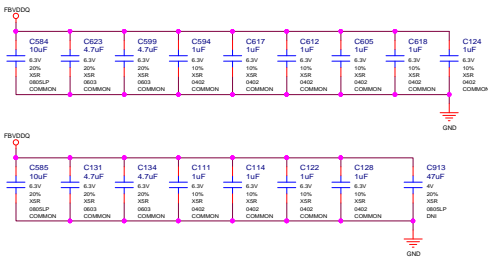 FBVDDQ
C584
10uF
6.3V
20%
X5R
0805LP
COMMON
C623
4.7uF
6.3V
20%
X5R
0603
COMMON
C599
4.7uF
6.3V
20%
X5R
0603
COMMON
C594
1uF
6.3V
10%
X5R
0402
COMMON
C617
1uF
6.3V
10%
X5R
0402
COMMON
C612
1uF
6.3V
10%
X5R
0402
COMMON
C605
1uF
6.3V
10%
X5R
0402
COMMON
C618
1uF
6.3V
10%
X5R
0402
COMMON
C124
1uF
6.3V
10%
X5R
0402
COMMON
GND
FBVDDQ
C585
10uF
6.3V
20%
X5R
0805LP
COMMON
C131
4.7uF
6.3V
20%
X5R
0603
COMMON
C134
4.7uF
6.3V
20%
X5R
0603
COMMON
C111
1uF
6.3V
10%
X5R
0402
COMMON
C114
1uF
6.3V
10%
X5R
0402
COMMON
C122
1uF
6.3V
10%
X5R
0402
COMMON
C128
1uF
6.3V
10%
X5R
0402
COMMON
C913
47uF
4V
20%
X5R
0805LP
DNI
GND